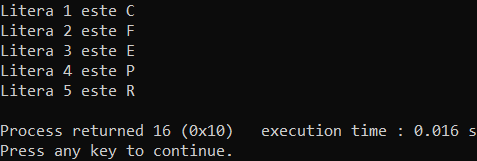 Litera 1 este C
Litera 2 este F
Litera 3 este E
Litera 4 este P
Litera 5 este R
Process returned 16 (0x10)   execution time : 0.016 s
Press any key to continue.